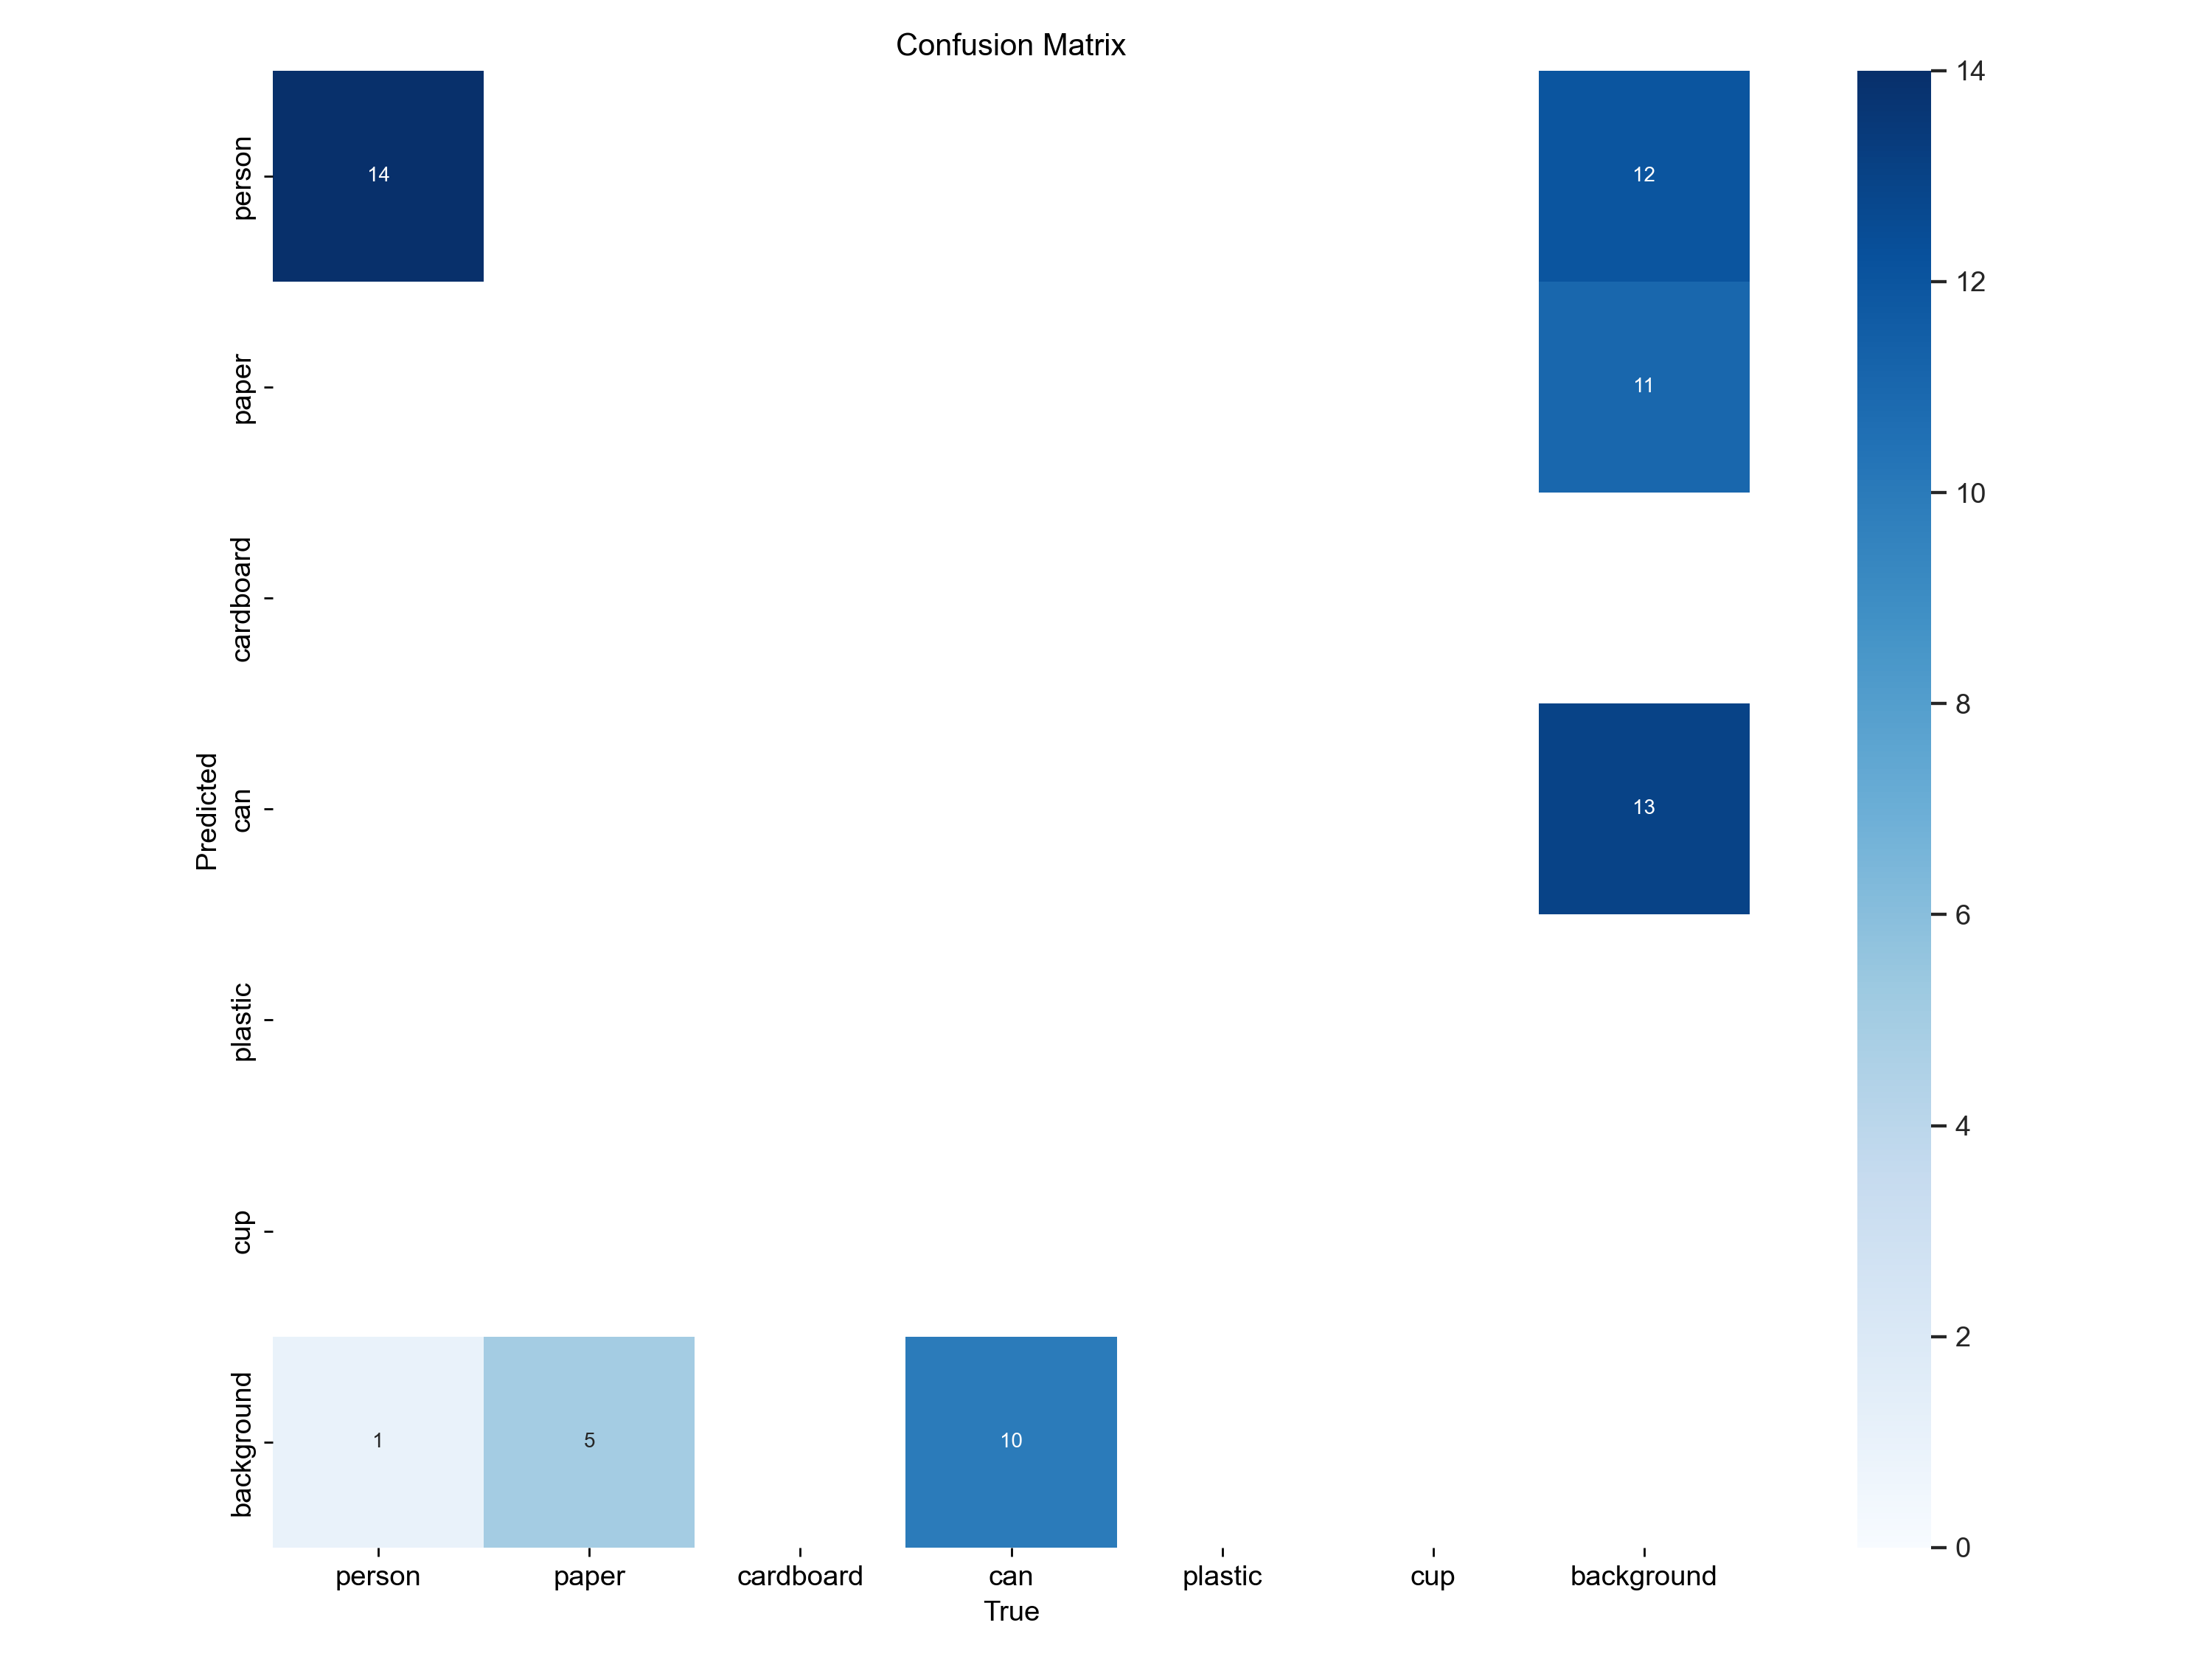 Confusion Matrix
person
14
12
14
12
paper
11
10
cardboard
8
Predicted
can
13
6
plastic
4
cup
2
background
1
5
10
0
person
paper
cardboard
can
plastic
cup
background
True